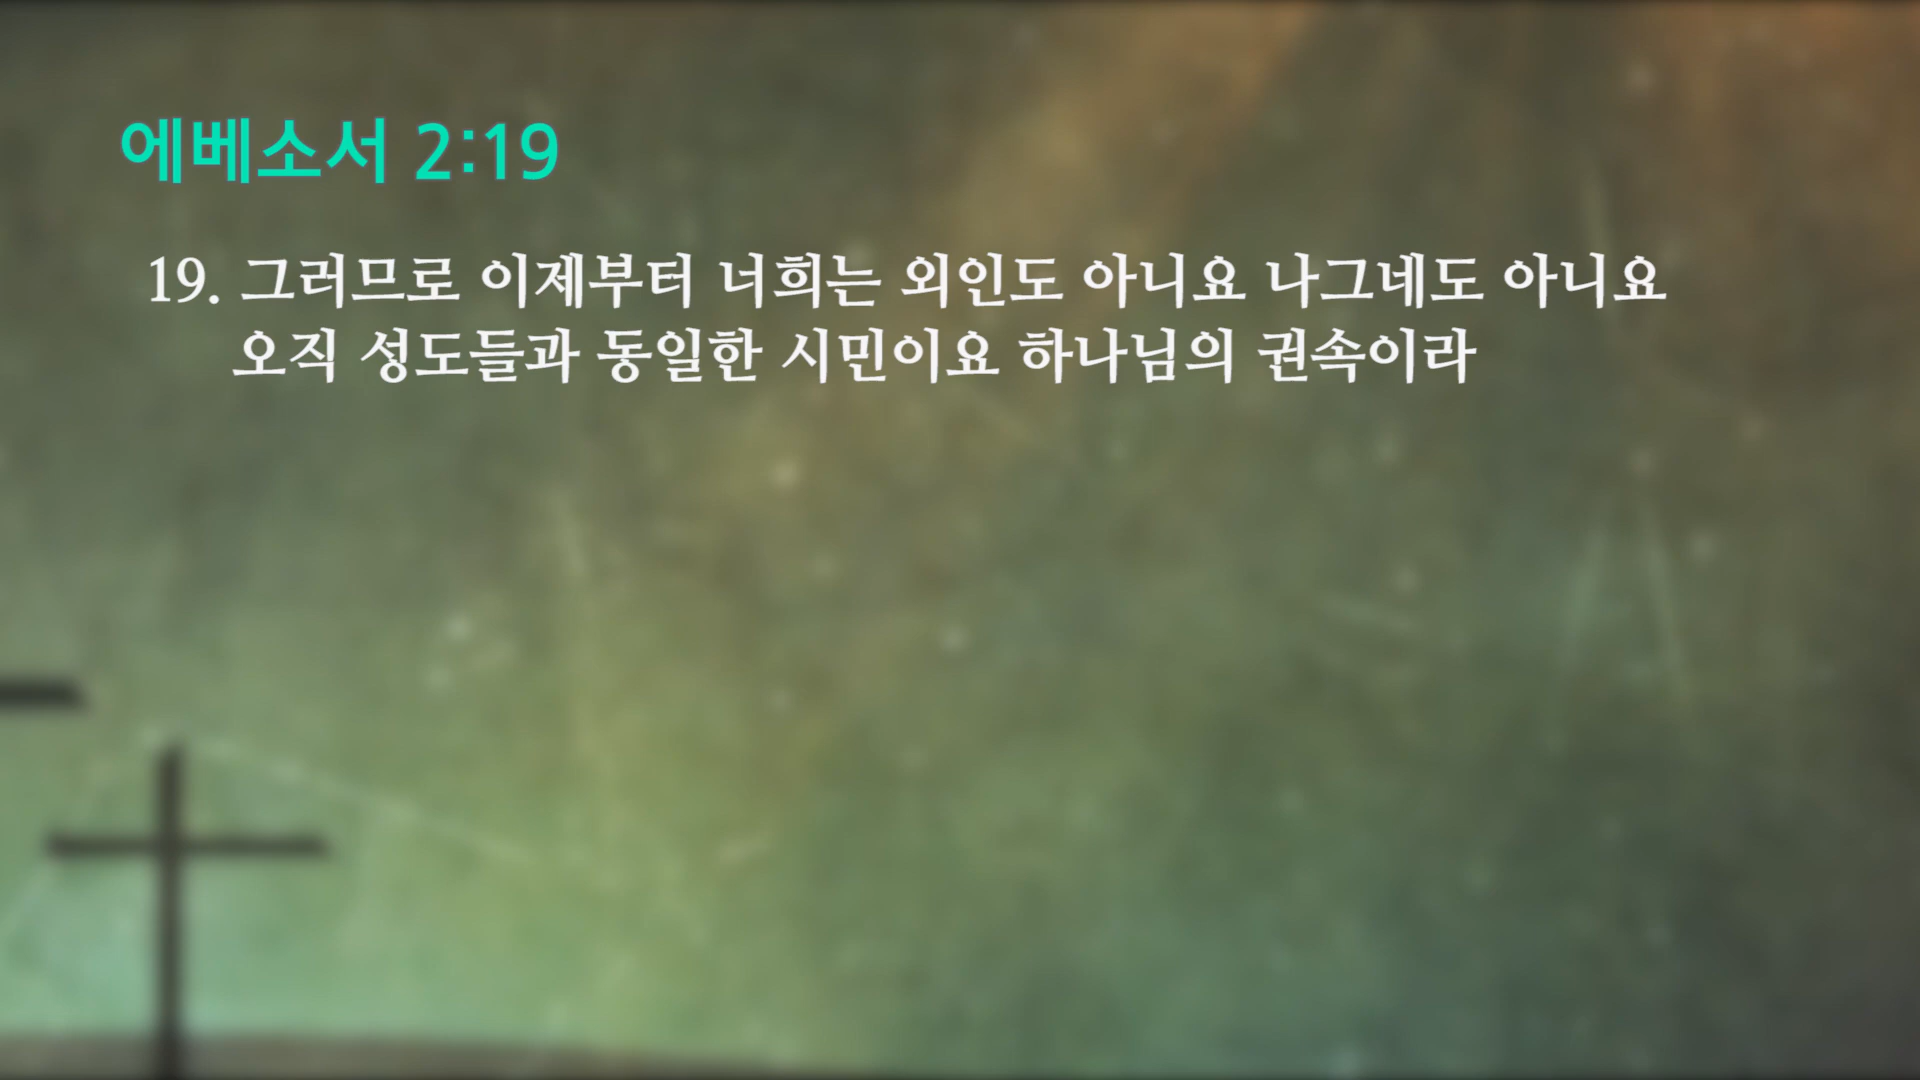 에베소서 2:19
19. 그러므로 이제부터 너희는 외인도 아니요 나그네도 아니요
오직 성도들과 동일한 시민이요 하나님의 권속이라